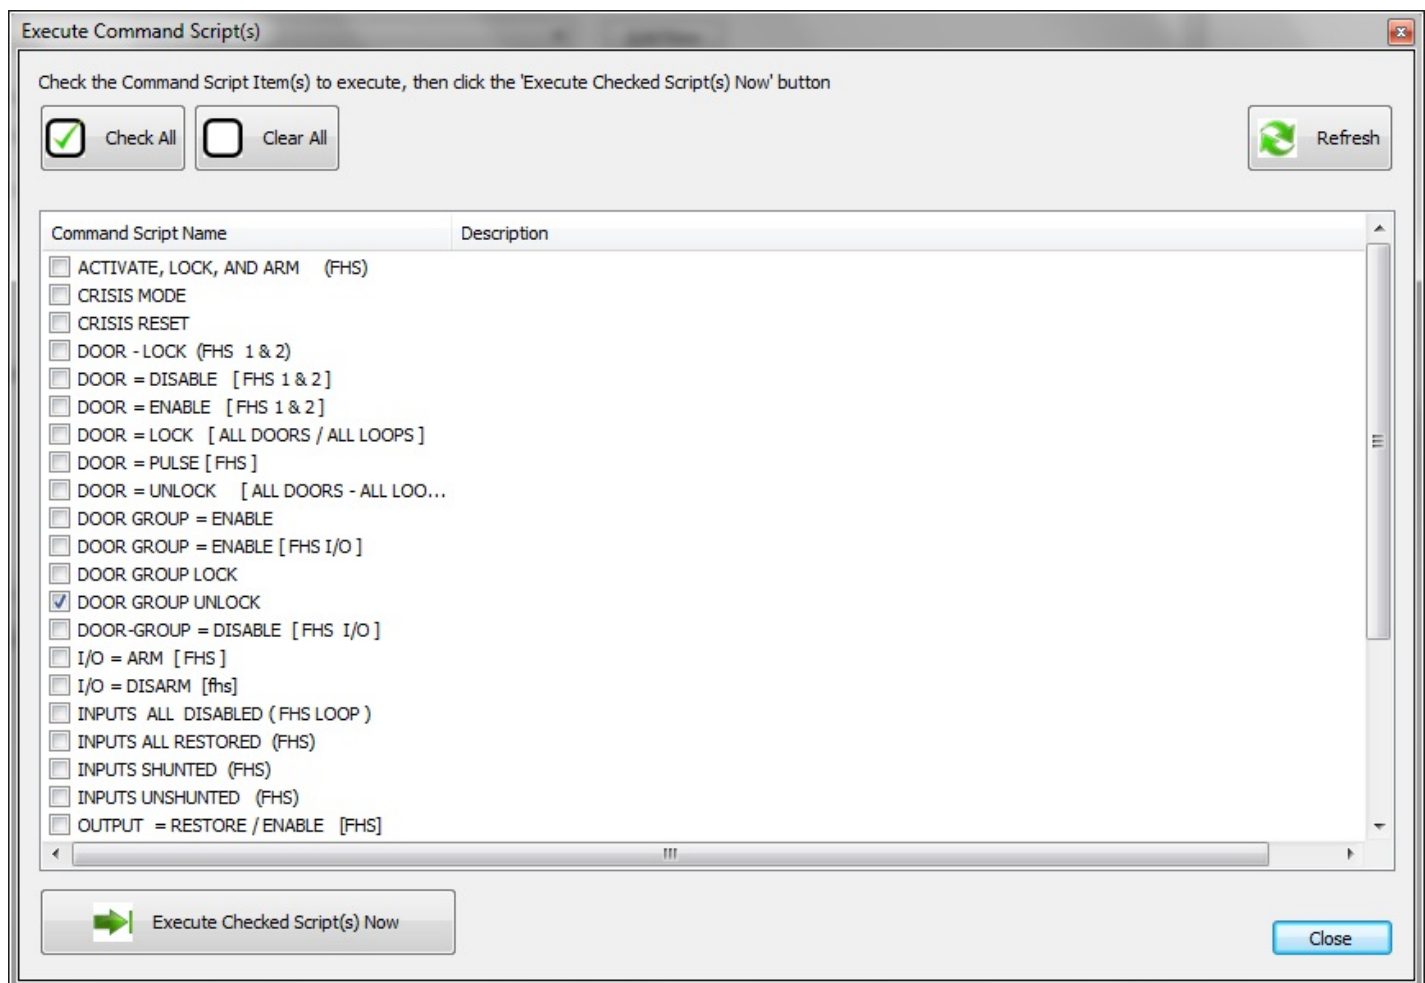 Execute Command Script(s)
Check the Command Script Item(s) to execute, then click the 'Execute Checked Script(s) Now' button
Check All
Clear All
Refresh
Command Script Name Description
ACTIVATE, LOCK, AND ARM (FHS)
CRISIS MODE
CRISIS RESET
DOOR - LOCK (FHS 1 & 2)
DOOR = DISABLE [ FHS 1 & 2 ]
DOOR = ENABLE [ FHS 1 & 2 ]
DOOR = LOCK [ ALL DOORS / ALL LOOPS ]
DOOR = PULSE [ FHS ]
DOOR = UNLOCK [ ALL DOORS - ALL LOO...
DOOR GROUP = ENABLE
DOOR GROUP = ENABLE [ FHS I/O ]
DOOR GROUP LOCK
DOOR GROUP UNLOCK
DOOR-GROUP = DISABLE [ FHS I/O ]
I/O = ARM [ FHS ]
I/O = DISARM [fhs]
INPUTS ALL DISABLED ( FHS LOOP )
INPUTS ALL RESTORED (FHS)
INPUTS SHUNTED (FHS)
INPUTS UNSHUNTED (FHS)
OUTPUT = RESTORE / ENABLE [FHS]
Execute Checked Script(s) Now
Close